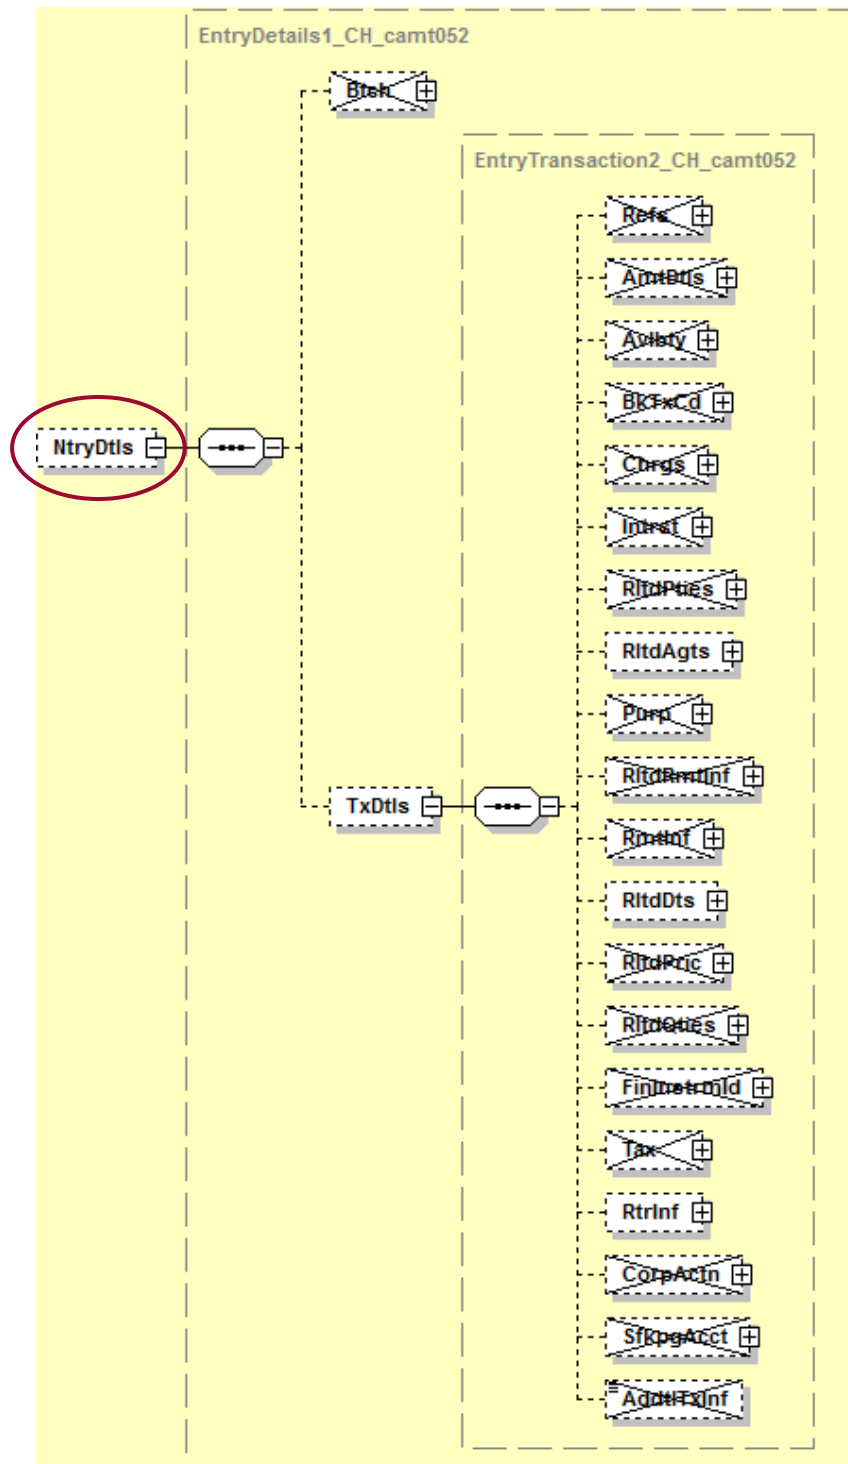 EntryDetails1_CH_camt052
Btch
EntryTransaction2_CH_camt052
Refs
AmtDtls
Avlbty
BkTxCd
NtryDtls
Chrgs
Intrst
RltdPties
RltdAgts
Purp
RltdRmtInf
TxDtls
RmtInf
RltdDts
RltdPric
RltdQties
FinInstrmId
Tax
RtrInf
CorpActn
SfkpgAcct
AddtlTxInf